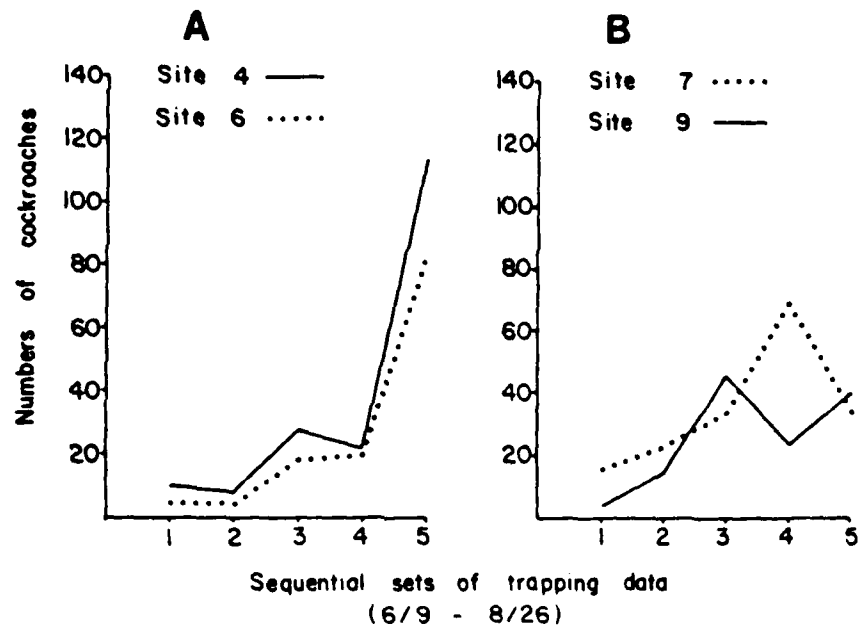 A
Site 4
Site 6
Numbers of cockroaches
140
120
100
80
60
40
20
1 2 3 4 5
B
Site 7
Site 9
140
120
100
80
60
40
20
1 2 3 4 5
Sequential sets of trapping data
(6/9 - 8/26)